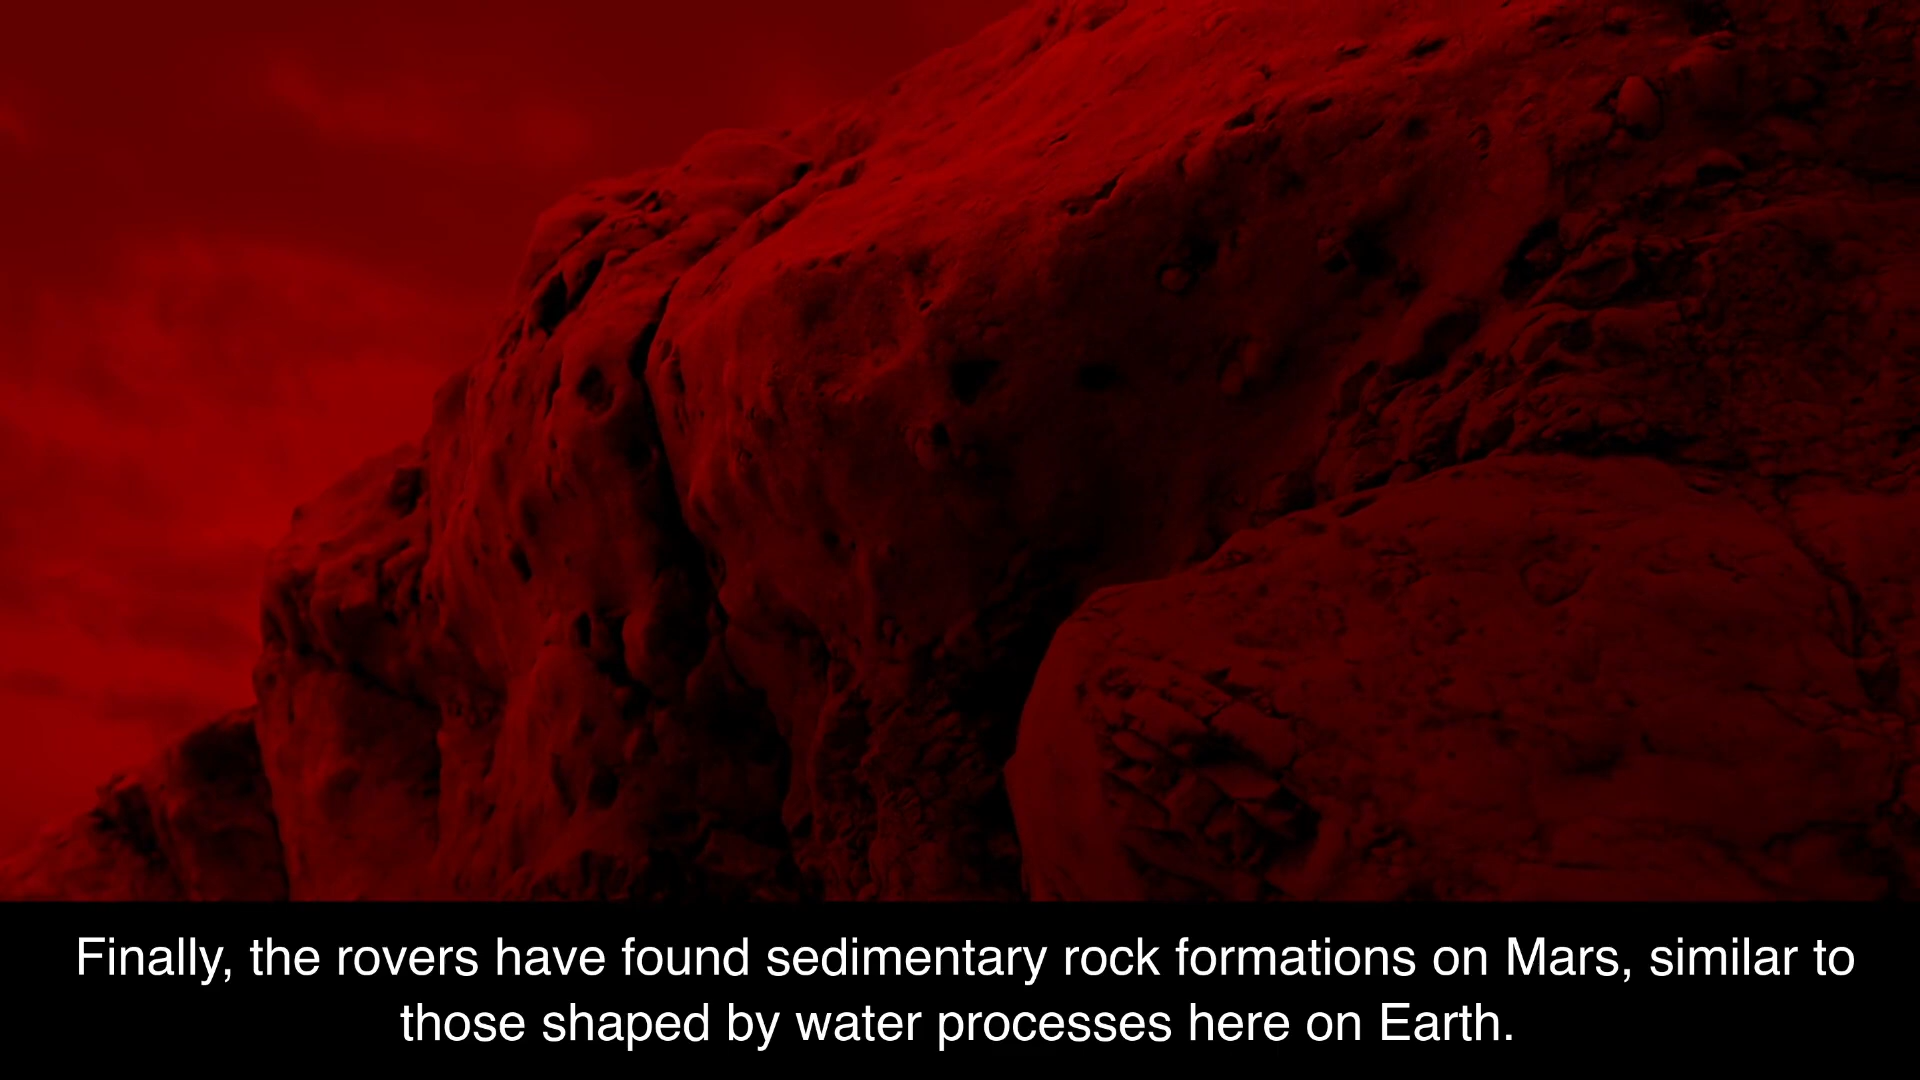 Finally, the rovers have found sedimentary rock formations on Mars, similar to
those shaped by water processes here on Earth.